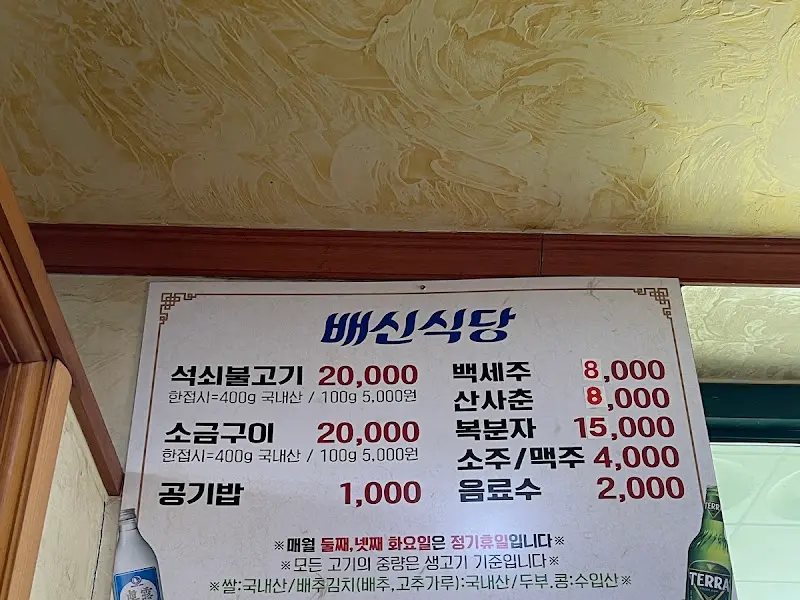 배신식당
석쇠불고기 20,000
한접시=400g 국내산 / 100g 5.000원
소금구이 20,000
한접시=400g 국내산 / 100g 5.000원
공기밥 1,000
백세주 8,000
산사춘 8,000
복분자 15,000
소주/맥주 4,000
음료수 2,000
※매월 둘째,넷째 화요일은 정기휴일입니다※
※모든 고기의 중량은 생고기 기준입니다※
※쌀:국내산/배추김치(배추,고추가루):국내산/두부.콩:수입산※
TERRA
TERRA